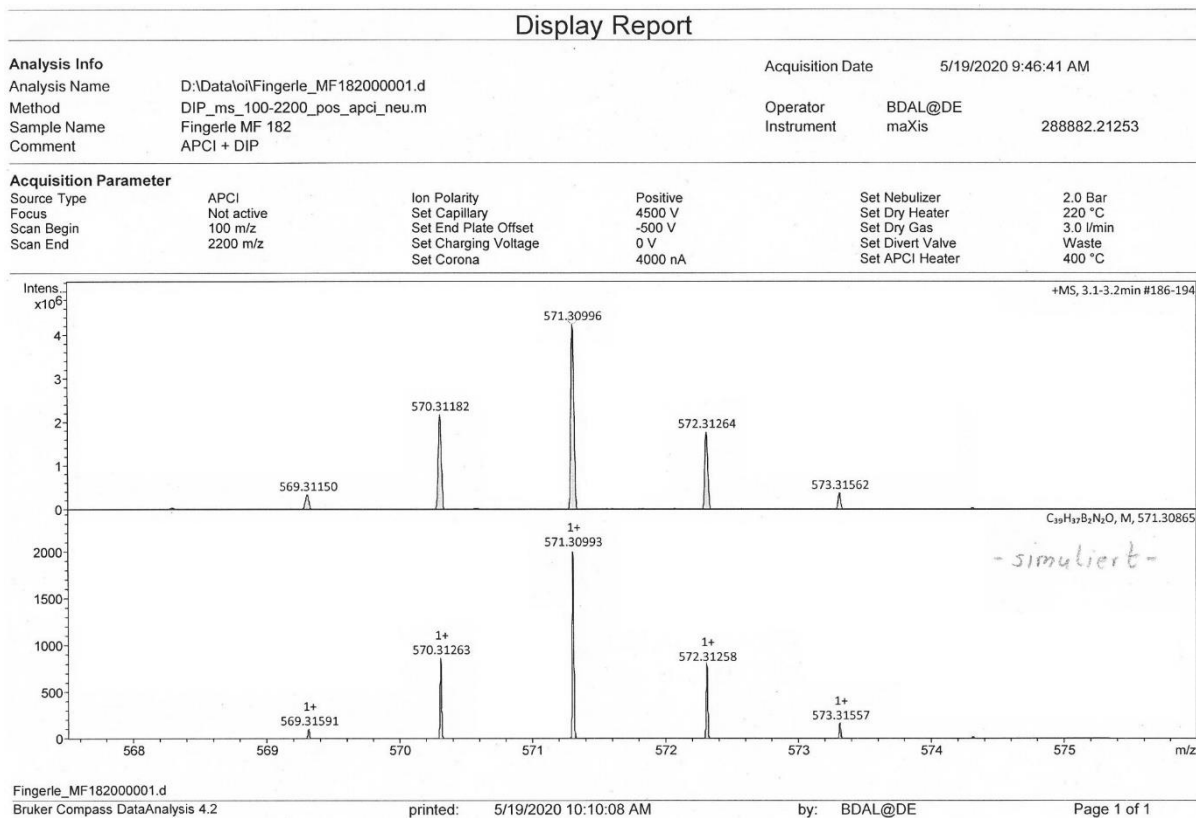 Display Report
Analysis Info
Acquisition Date 5/19/2020 9:46:41 AM
Analysis Name D:\Data\oi\Fingerle_MF182000001.d
Method DIP_ms_100-2200_pos_apci_neu.m
Operator BDAL@DE
Sample Name Fingerle MF 182
Instrument maXis 288882.21253
Comment APCI + DIP
Acquisition Parameter
Source Type APCI Ion Polarity Positive Set Nebulizer 2.0 Bar
Focus Not active Set Capillary 4500 V Set Dry Heater 220 °C
Scan Begin 100 m/z Set End Plate Offset -500 V Set Dry Gas 3.0 l/min
Scan End 2200 m/z Set Charging Voltage 0 V Set Divert Valve Waste
Set Corona 4000 nA Set APCI Heater 400 °C
Intens.
x10⁶
+MS, 3.1-3.2min #186-194
571.30996
4
3
570.31182
2
572.31264
1
569.31150
573.31562
0
C₃₉H₃₇B₂N₂O, M, 571.30865
1+
571.30993
2000
- simuliert -
1500
1+
570.31263
1000
1+
572.31258
500
1+
569.31591
1+
573.31557
0
568 569 570 571 572 573 574 575 m/z
Fingerle_MF182000001.d
Bruker Compass DataAnalysis 4.2 printed: 5/19/2020 10:10:08 AM by: BDAL@DE Page 1 of 1